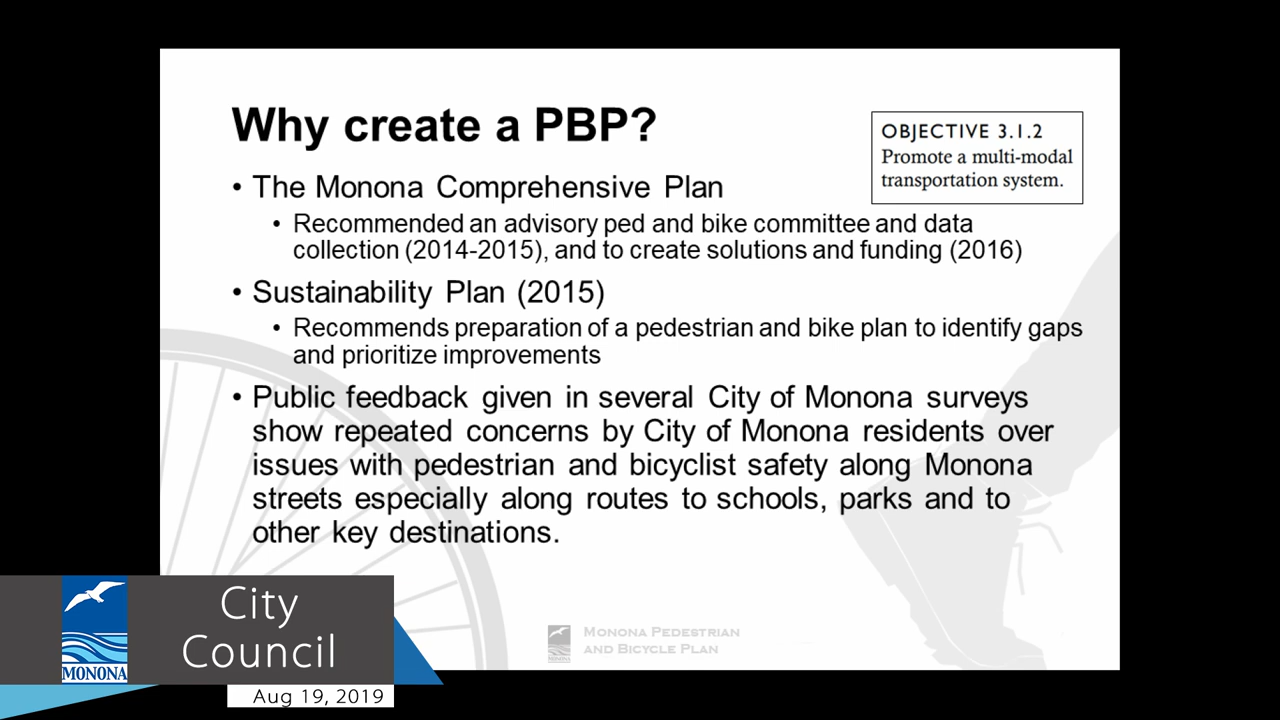 Why create a PBP?
OBJECTIVE 3.1.2
Promote a multi-modal
transportation system.
• The Monona Comprehensive Plan
• Recommended an advisory ped and bike committee and data
collection (2014-2015), and to create solutions and funding (2016)
• Sustainability Plan (2015)
• Recommends preparation of a pedestrian and bike plan to identify gaps
and prioritize improvements
• Public feedback given in several City of Monona surveys
show repeated concerns by City of Monona residents over
issues with pedestrian and bicyclist safety along Monona
streets especially along routes to schools, parks and to
other key destinations.
MONONA PEDESTRIAN
AND BICYCLE PLAN
MONONA
City
Council
MONONA
Aug 19, 2019